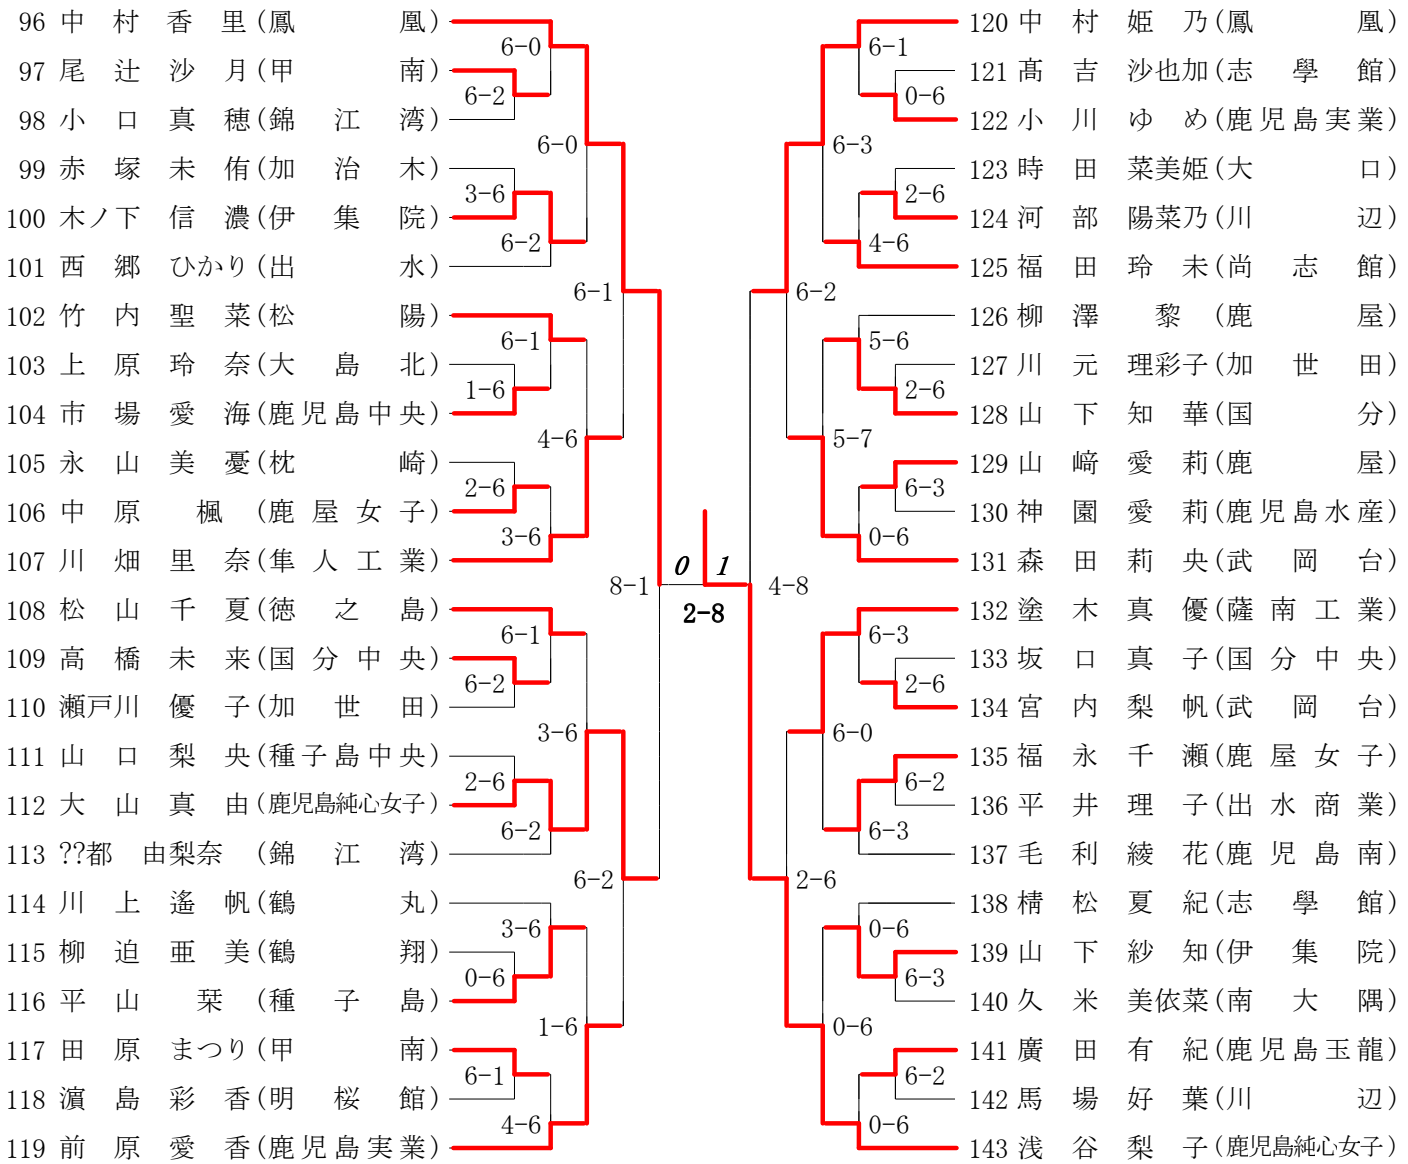 96 中村香里(鳳凰)
97 尾辻沙月(甲南)
98 小口真穂(錦江湾)
99 赤塚未侑(加治木)
100 木ノ下信濃(伊集院)
101 西郷ひかり(出水)
102 竹内聖菜(松陽)
103 上原玲奈(大島北)
104 市場愛海(鹿児島中央)
105 永山美憂(枕崎)
106 中原楓(鹿屋女子)
107 川畑里奈(隼人工業)
108 松山千夏(徳之島)
109 高橋未来(国分中央)
110 瀬戸川優子(加世田)
111 山口梨央(種子島中央)
112 大山真由(鹿児島純心女子)
113 ??都由梨奈(錦江湾)
114 川上遙帆(鶴丸)
115 柳迫亜美(鶴翔)
116 平山栞(種子島)
117 田原まつり(甲南)
118 濵島彩香(明桜館)
119 前原愛香(鹿児島実業)
6-0
6-2
6-0
3-6
6-2
6-1
6-1
1-6
4-6
2-6
3-6
8-1
6-1
6-2
3-6
2-6
6-2
6-2
3-6
0-6
1-6
6-1
4-6
0 1
2-8
6-1
0-6
6-3
2-6
4-6
6-2
5-6
2-6
5-7
6-3
0-6
4-8
6-3
2-6
6-0
6-2
6-3
2-6
0-6
6-3
0-6
6-2
0-6
120 中村姫乃(鳳凰)
121 髙吉沙也加(志學館)
122 小川ゆめ(鹿児島実業)
123 時田菜美姫(大口)
124 河部陽菜乃(川辺)
125 福田玲未(尚志館)
126 柳澤黎(鹿屋)
127 川元理彩子(加世田)
128 山下知華(国分)
129 山﨑愛莉(鹿屋)
130 神園愛莉(鹿児島水産)
131 森田莉央(武岡台)
132 塗木真優(薩南工業)
133 坂口真子(国分中央)
134 宮内梨帆(武岡台)
135 福永千瀬(鹿屋女子)
136 平井理子(出水商業)
137 毛利綾花(鹿児島南)
138 棈松夏紀(志學館)
139 山下紗知(伊集院)
140 久米美依菜(南大隅)
141 廣田有紀(鹿児島玉龍)
142 馬場好葉(川辺)
143 浅谷梨子(鹿児島純心女子)